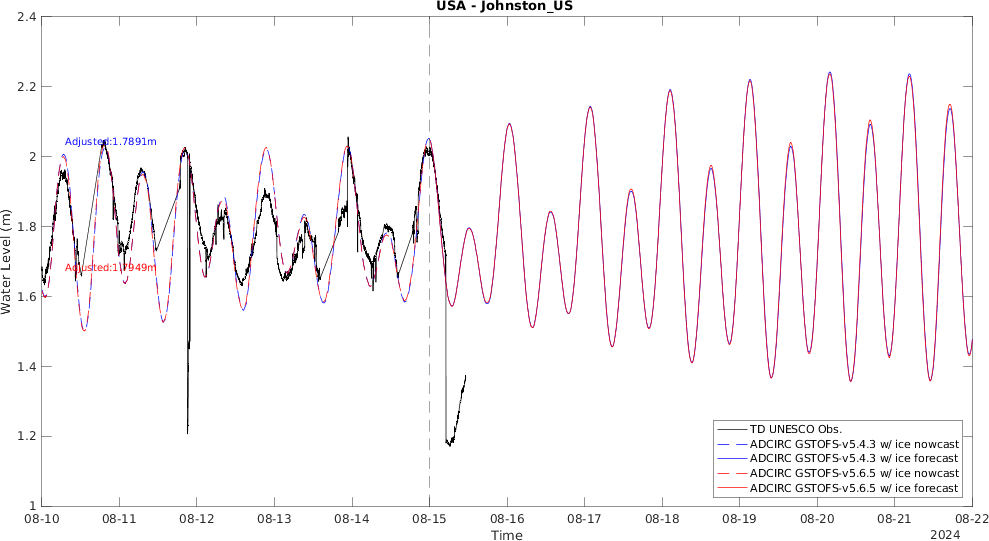 USA - Johnston_US
2.4
2.2
2
1.8
1.6
1.4
1.2
1
Water Level (m)
Adjusted:1.7891m
Adjusted:1.7949m
TD UNESCO Obs.
ADCIRC GSTOFS-v5.4.3 w/ ice nowcast
ADCIRC GSTOFS-v5.4.3 w/ ice forecast
ADCIRC GSTOFS-v5.6.5 w/ ice nowcast
ADCIRC GSTOFS-v5.6.5 w/ ice forecast
08-10 08-11 08-12 08-13 08-14 08-15 08-16 08-17 08-18 08-19 08-20 08-21 08-22
Time
2024